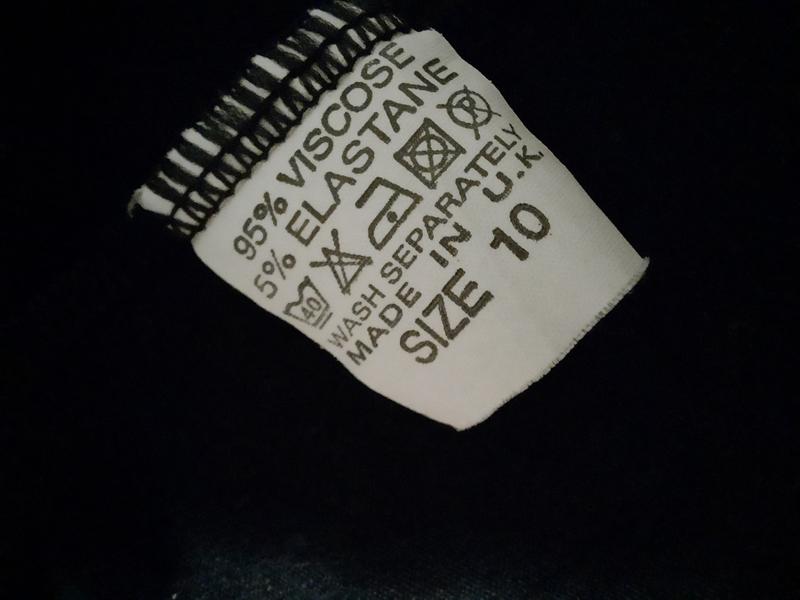 95% VISCOSE
5% ELASTANE
40 P
WASH SEPARATELY
MADE IN U.K.
SIZE 10